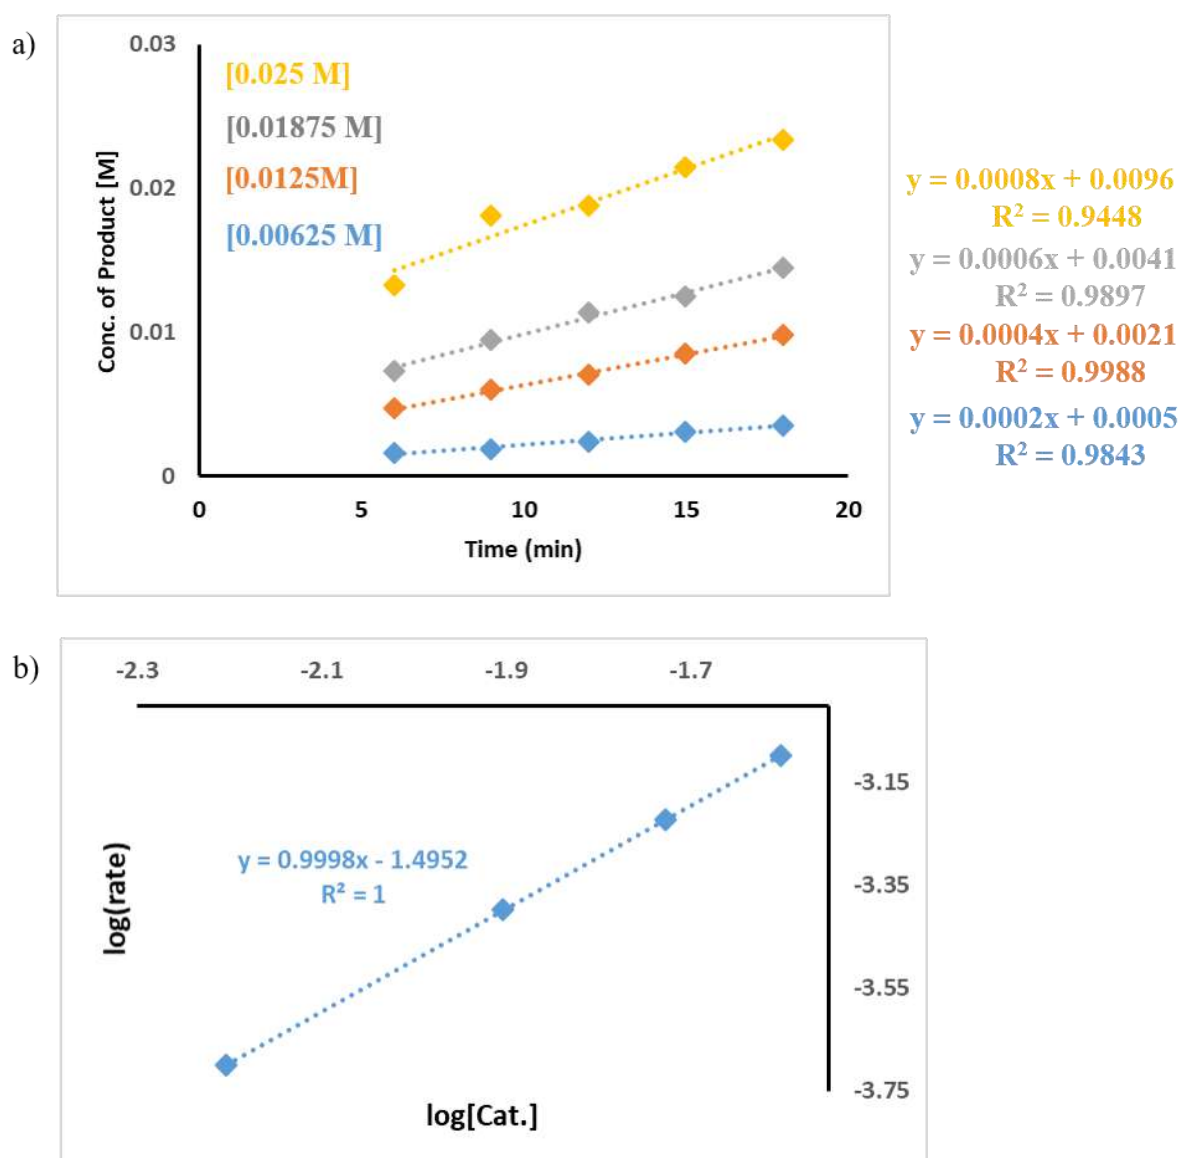 a)
0.03
0.02
0.01
0
Conc. of Product [M]
[0.025 M]
[0.01875 M]
[0.0125M]
[0.00625 M]
0 5 10 15 20
Time (min)
y = 0.0008x + 0.0096
R² = 0.9448
y = 0.0006x + 0.0041
R² = 0.9897
y = 0.0004x + 0.0021
R² = 0.9988
y = 0.0002x + 0.0005
R² = 0.9843
b)
-2.3 -2.1 -1.9 -1.7
log(rate)
y = 0.9998x - 1.4952
R² = 1
-3.15
-3.35
-3.55
-3.75
log[Cat.]